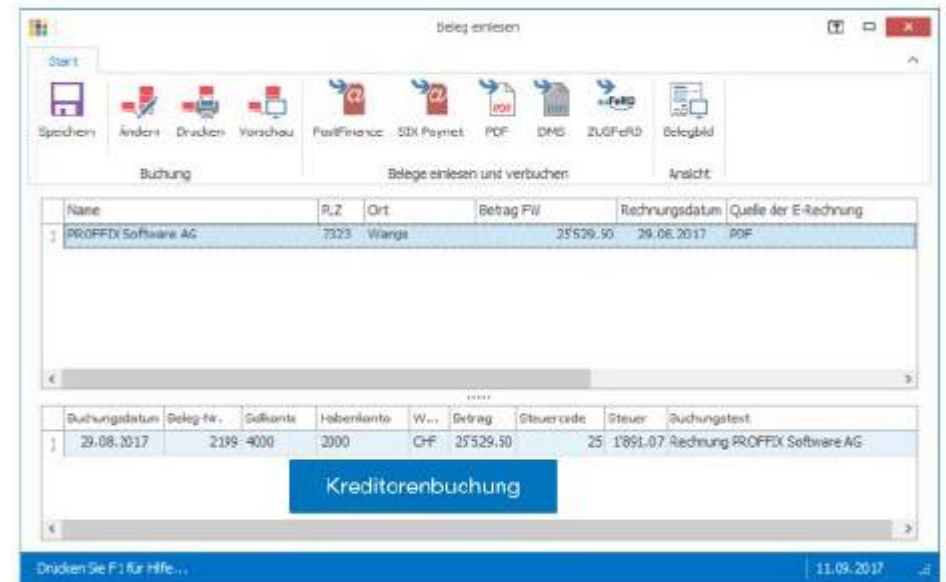 Beleg einlesen
Start
Speichern Ändern Drucken Vorschau PostFinance SIX Paynet PDF DMS ZUGFeRD Belegbild
Buchung Belege einlesen und verbuchen Ansicht
Name PLZ Ort Betrag FW Rechnungsdatum Quelle der E-Rechnung
PROFFIX Software AG 7323 Wangs 25'529.50 29.08.2017 PDF
Buchungsdatum Beleg-Nr. Sollkonto Habenkonto W... Betrag Steuercode Steuer Buchungstext
29.08.2017 2199 4000 2000 CHF 25'529.50 25 1'891.07 Rechnung PROFFIX Software AG
Kreditorenbuchung
Drücken Sie F1 für Hilfe... 11.09.2017